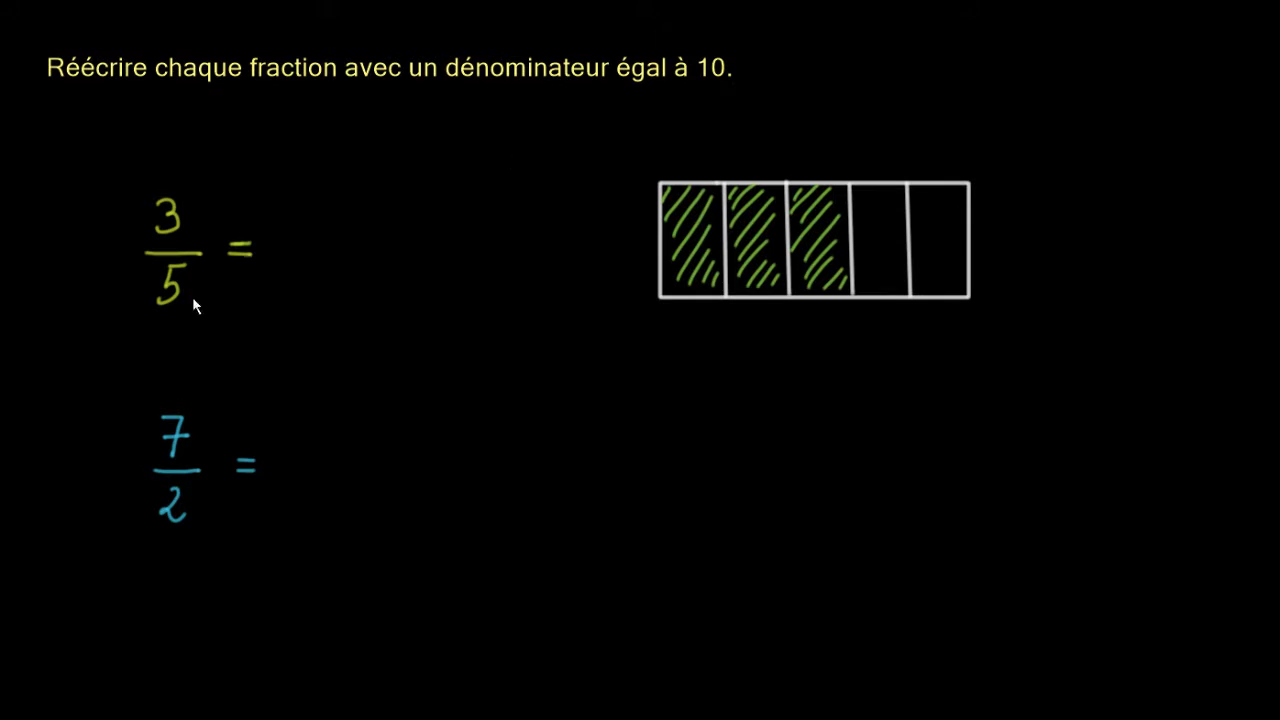 Réécrire chaque fraction avec un dénominateur égal à 10.
3/5 =
7/2 =